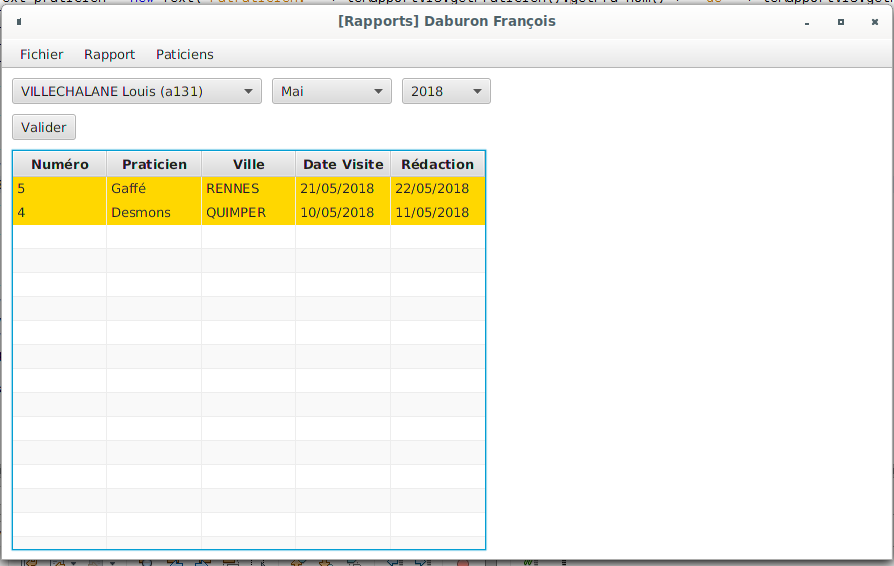 [Rapports] Daburon François
Fichier Rapport Paticiens
VILLECHALANE Louis (a131) Mai 2018
Valider
Numéro Praticien Ville Date Visite Rédaction
5 Gaffé RENNES 21/05/2018 22/05/2018
4 Desmons QUIMPER 10/05/2018 11/05/2018